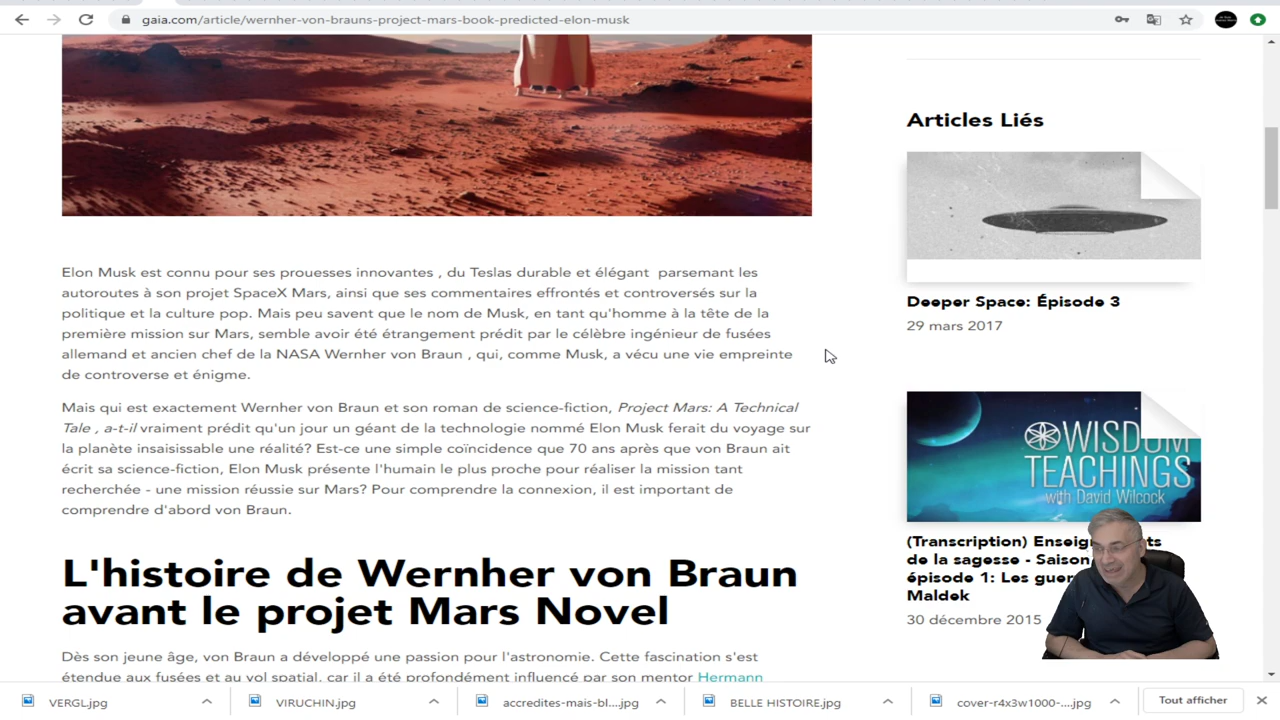 gaia.com/article/wernher-von-brauns-project-mars-book-predicted-elon-musk
Elon Musk est connu pour ses prouesses innovantes , du Teslas durable et élégant parsemant les
autoroutes à son projet SpaceX Mars, ainsi que ses commentaires effrontés et controversés sur la
politique et la culture pop. Mais peu savent que le nom de Musk, en tant qu'homme à la tête de la
première mission sur Mars, semble avoir été étrangement prédit par le célèbre ingénieur de fusées
allemand et ancien chef de la NASA Wernher von Braun , qui, comme Musk, a vécu une vie empreinte
de controverse et énigme.
Mais qui est exactement Wernher von Braun et son roman de science-fiction, Project Mars: A Technical
Tale , a-t-il vraiment prédit qu'un jour un géant de la technologie nommé Elon Musk ferait du voyage sur
la planète insaisissable une réalité? Est-ce une simple coïncidence que 70 ans après que von Braun ait
écrit sa science-fiction, Elon Musk présente l'humain le plus proche pour réaliser la mission tant
recherchée - une mission réussie sur Mars? Pour comprendre la connexion, il est important de
comprendre d'abord von Braun.
L'histoire de Wernher von Braun
avant le projet Mars Novel
Dès son jeune âge, von Braun a développé une passion pour l'astronomie. Cette fascination s'est
étendue aux fusées et au vol spatial, car il a été profondément influencé par son mentor Hermann
Articles Liés
Deeper Space: Épisode 3
29 mars 2017
WISDOM
TEACHINGS
with David Wilcock
(Transcription)
de la sagesse - Saison
épisode 1: Les
Maldek
30 décembre 2015
VERGL.jpg
VIRUCHIN.jpg
accredites-mais-bl....jpg
BELLE HISTOIRE.jpg
cover-r4x3w1000-....jpg
Tout afficher